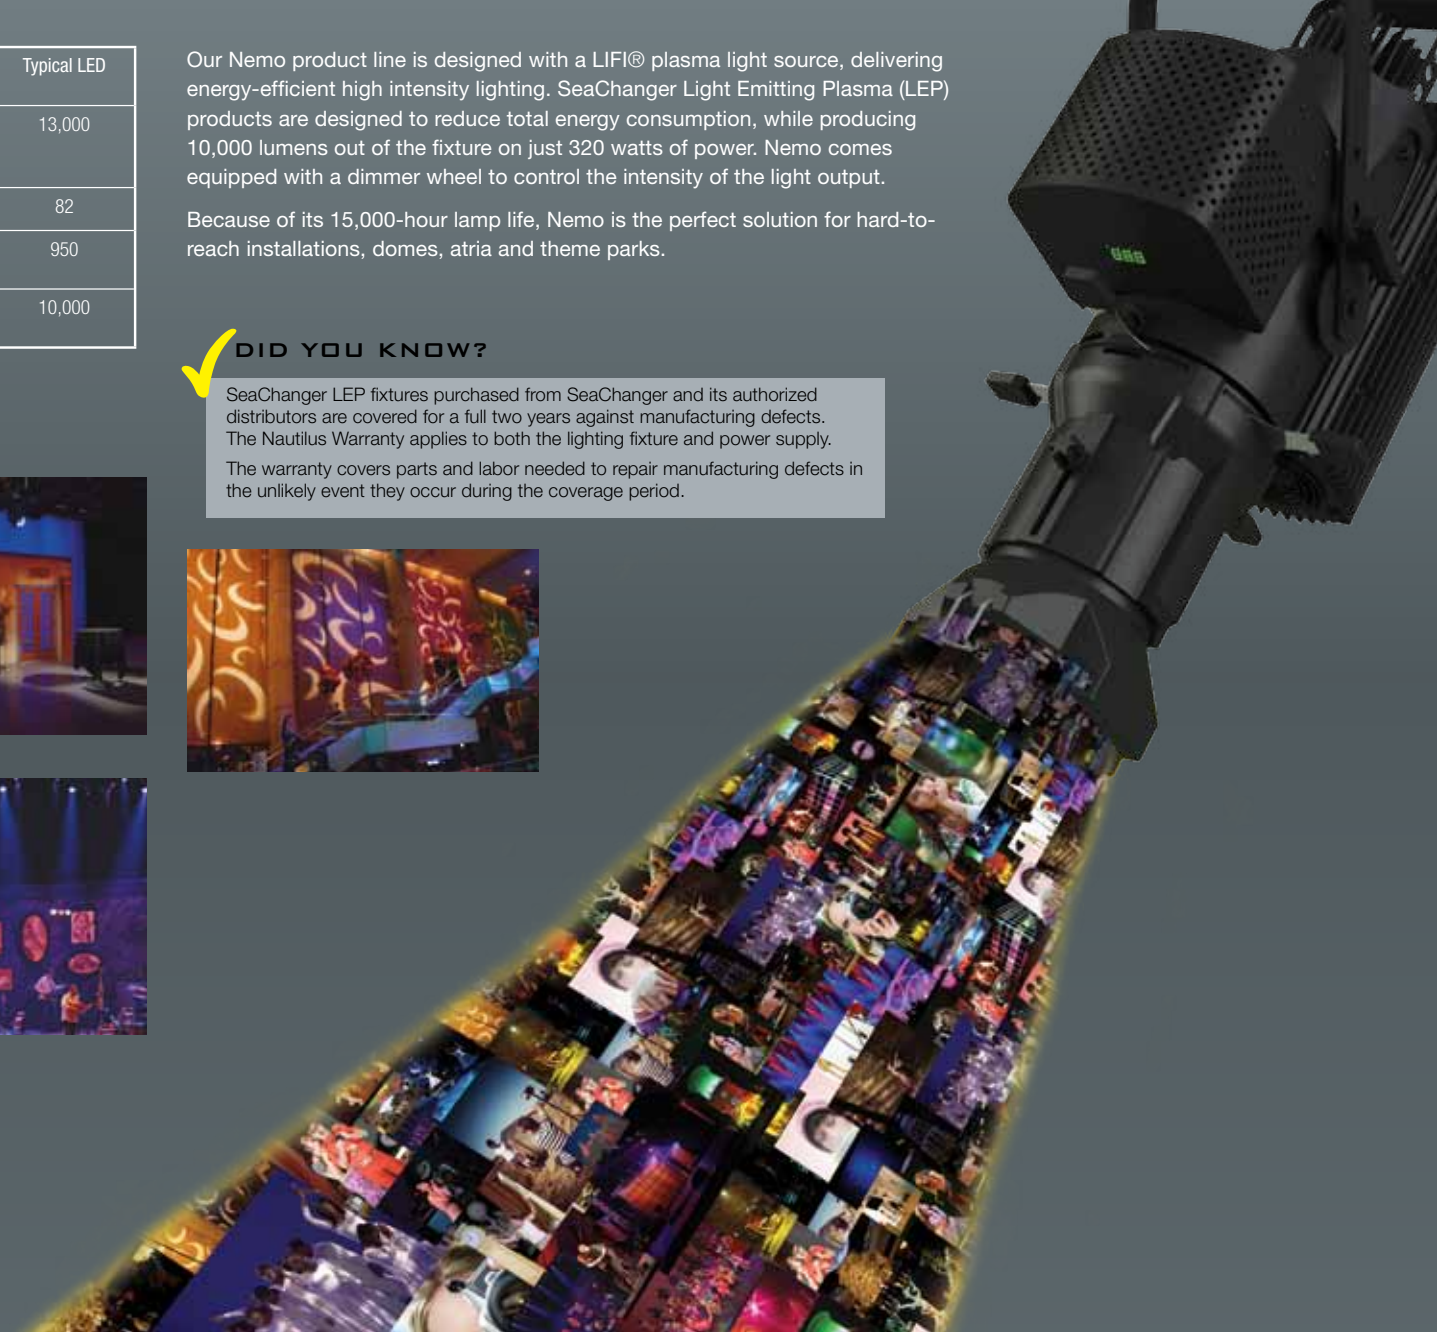 Typical LED
13,000
82
950
10,000
Our Nemo product line is designed with a LIFI® plasma light source, delivering
energy-efficient high intensity lighting. SeaChanger Light Emitting Plasma (LEP)
products are designed to reduce total energy consumption, while producing
10,000 lumens out of the fixture on just 320 watts of power. Nemo comes
equipped with a dimmer wheel to control the intensity of the light output.
Because of its 15,000-hour lamp life, Nemo is the perfect solution for hard-to-
reach installations, domes, atria and theme parks.
DID YOU KNOW?
SeaChanger LEP fixtures purchased from SeaChanger and its authorized
distributors are covered for a full two years against manufacturing defects.
The Nautilus Warranty applies to both the lighting fixture and power supply.
The warranty covers parts and labor needed to repair manufacturing defects in
the unlikely event they occur during the coverage period.